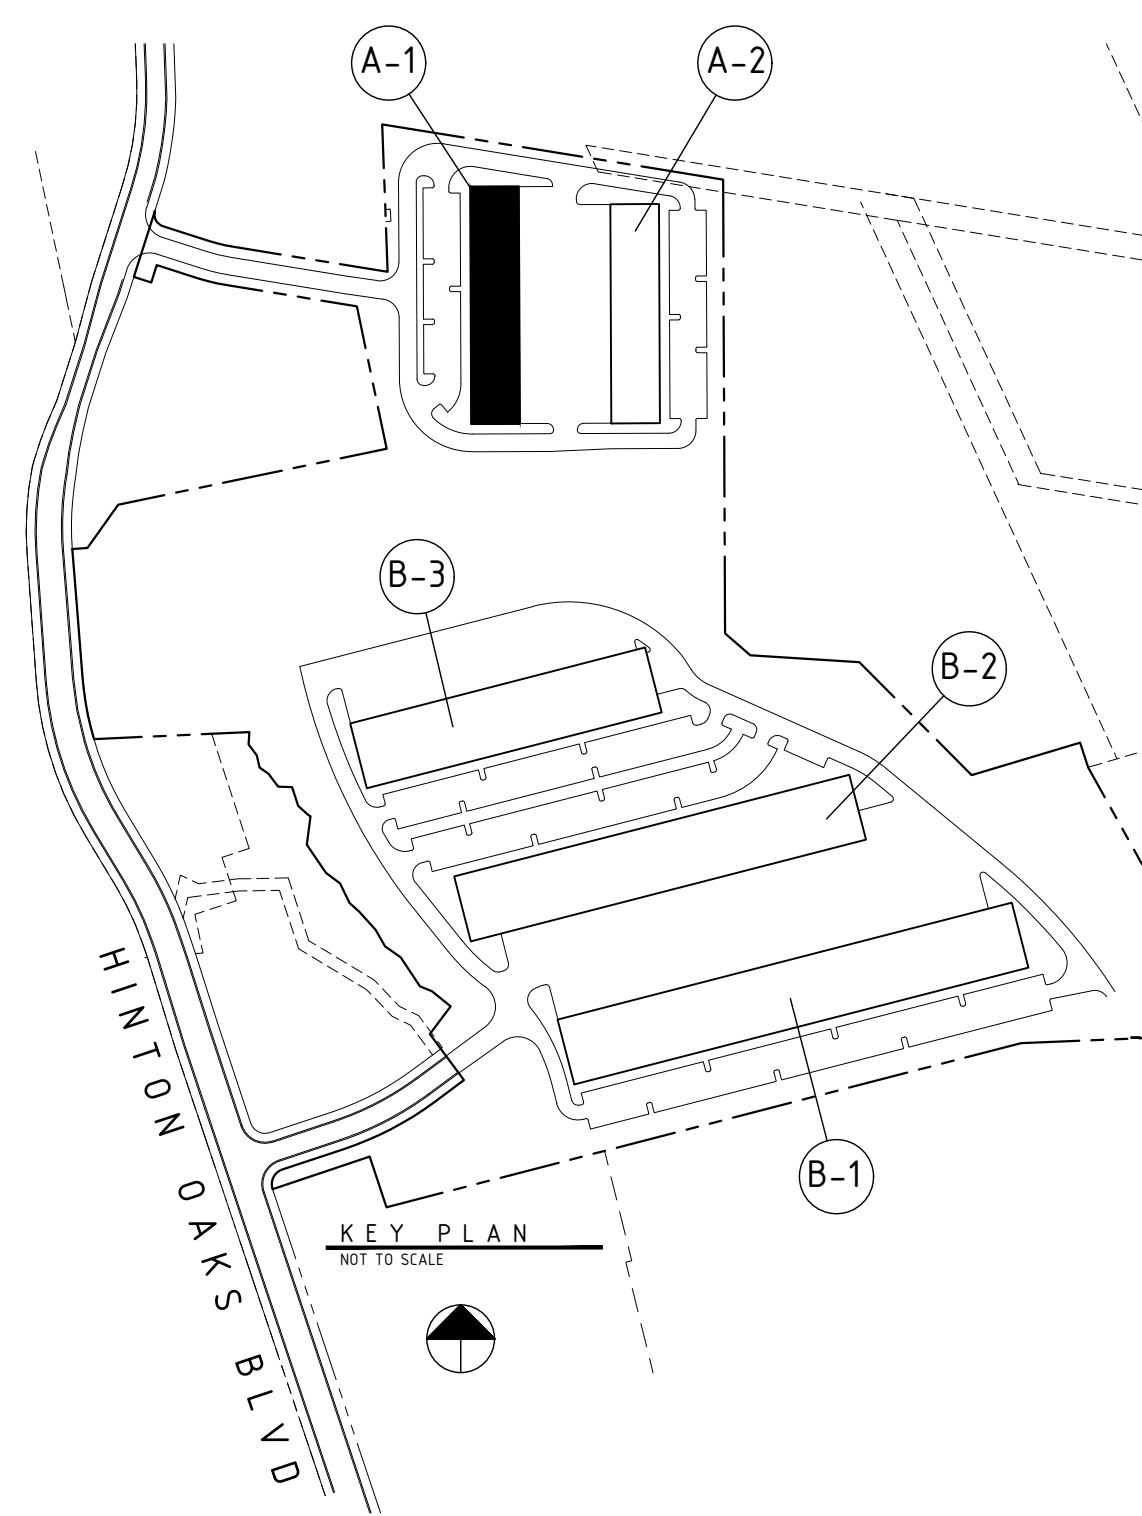 A-1
A-2
B-3
B-2
B-1
HINTON OAKS BLVD
KEY PLAN
NOT TO SCALE